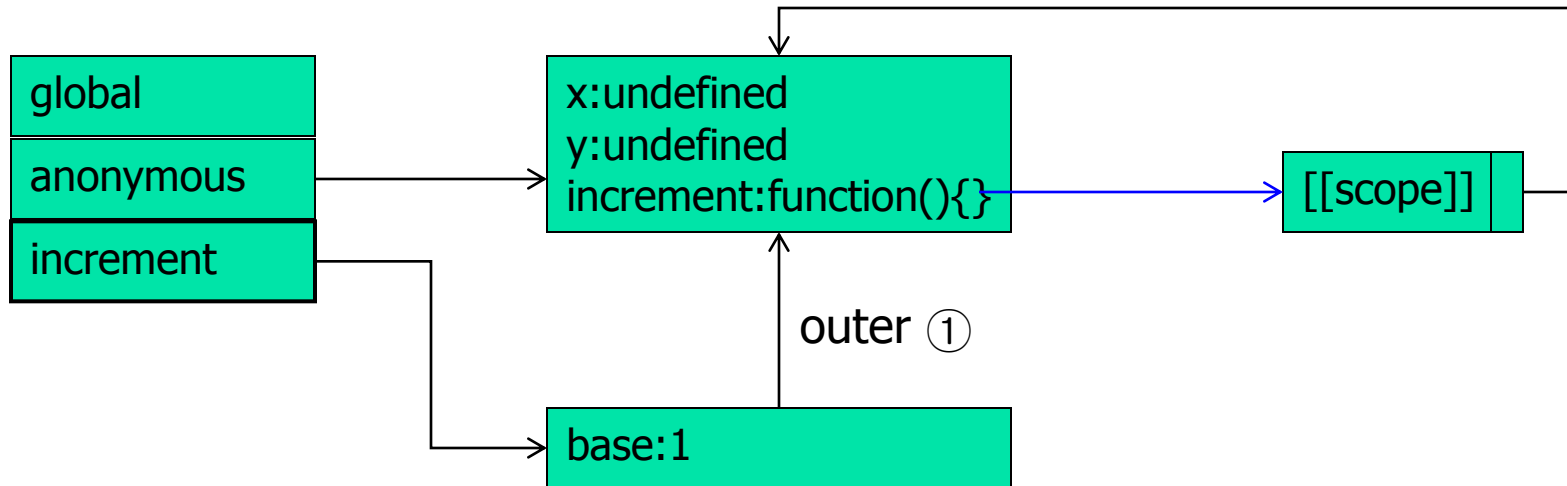 global
anonymous
increment
x:undefined
y:undefined
increment:function(){}
[[scope]]
outer ①
base:1